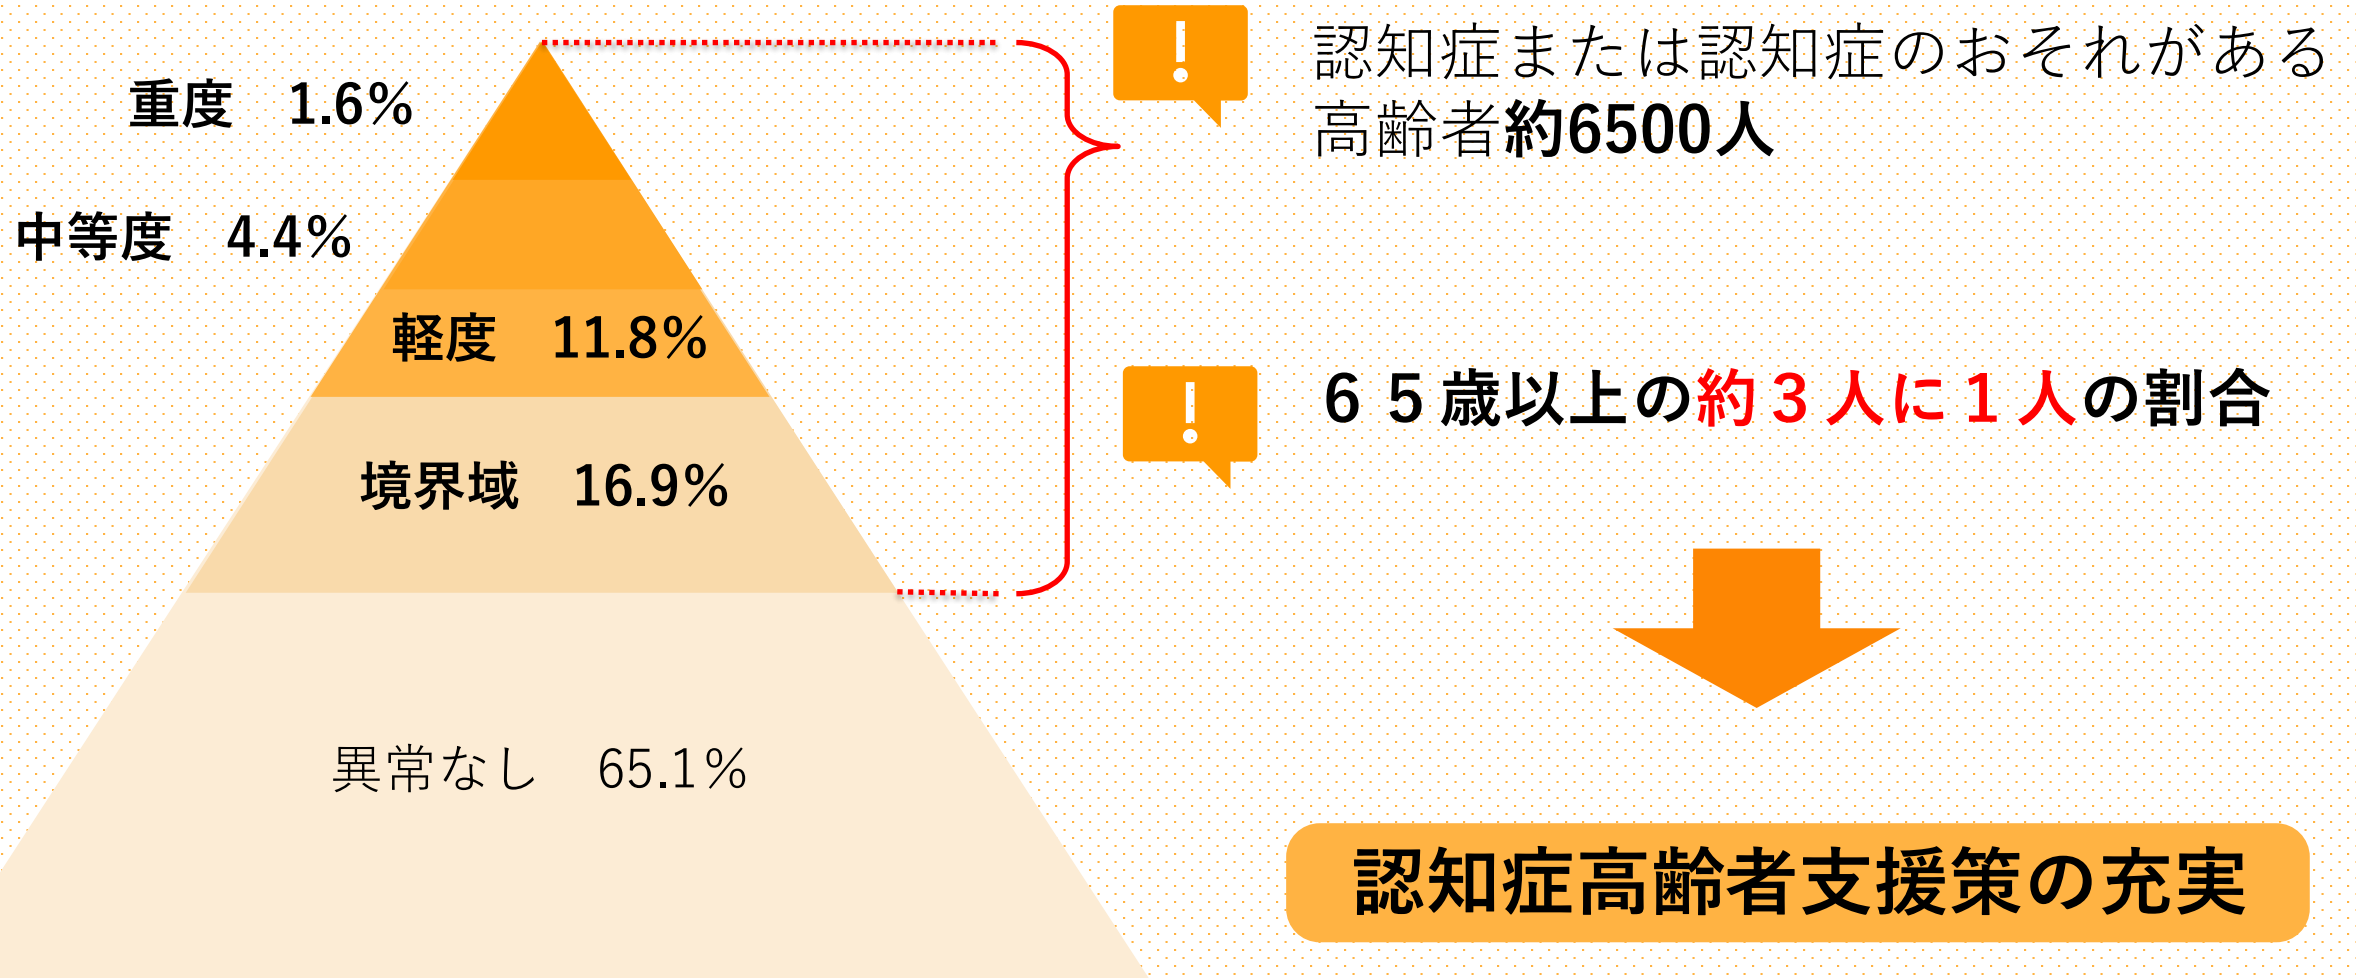 重度　1.6%
中等度　4.4%
軽度　11.8%
境界域　16.9%
異常なし　65.1%
認知症または認知症のおそれがある
高齢者約6500人
６５歳以上の約３人に１人の割合
認知症高齢者支援策の充実